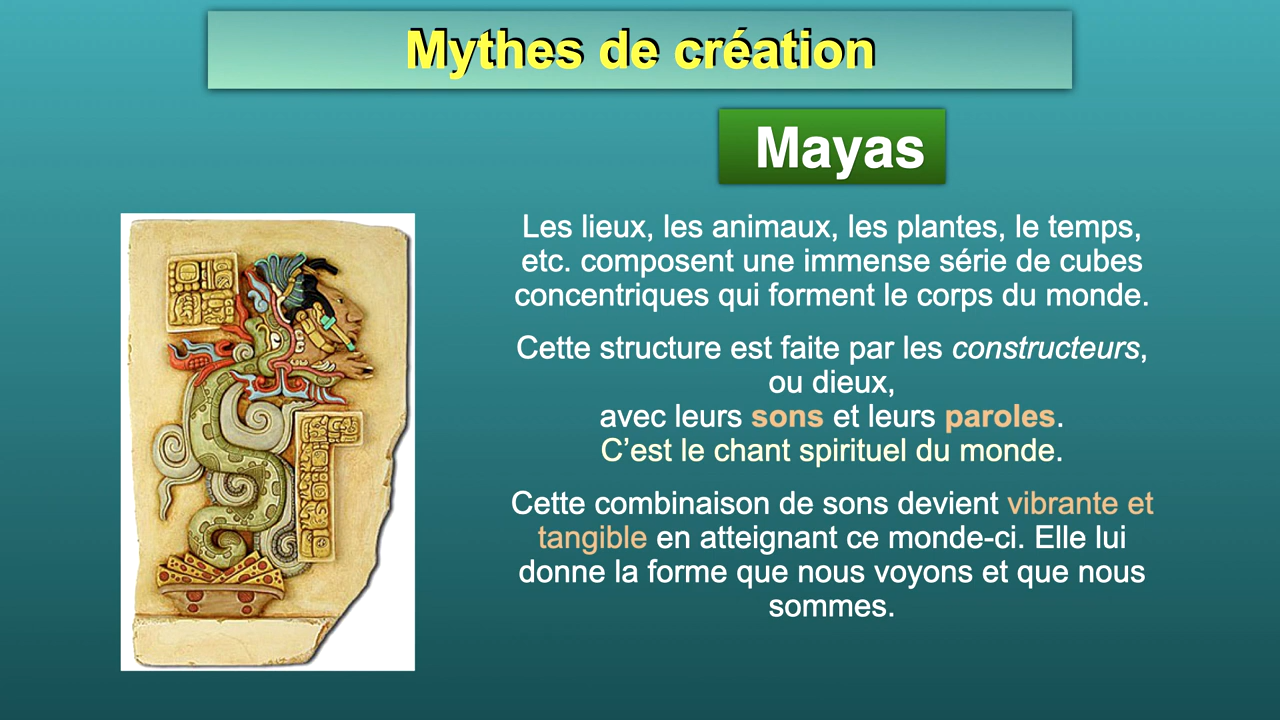 Mythes de création
Mayas
Les lieux, les animaux, les plantes, le temps,
etc. composent une immense série de cubes
concentriques qui forment le corps du monde.
Cette structure est faite par les constructeurs,
ou dieux,
avec leurs sons et leurs paroles.
C’est le chant spirituel du monde.
Cette combinaison de sons devient vibrante et
tangible en atteignant ce monde-ci. Elle lui
donne la forme que nous voyons et que nous
sommes.